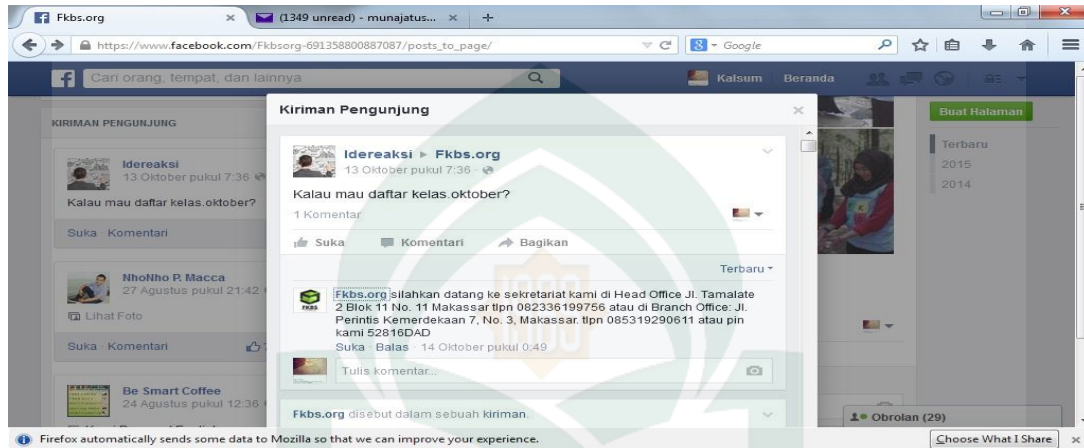 Fkbs.org
(1349 unread) - munajatus...
https://www.facebook.com/Fkbsorg-691358800887087/posts_to_page/
Google
Cari orang, tempat, dan lainnya
Kalsum
Beranda
KIRIMAN PENGUNJUNG
Idereaksi
13 Oktober pukul 7:36
Kalau mau daftar kelas.oktober?
Suka · Komentari
NhoNho P. Macca
27 Agustus pukul 21:42
Lihat Foto
Suka · Komentari
Be Smart Coffee
24 Agustus pukul 12:36
Kiriman Pengunjung
Idereaksi ▸ Fkbs.org
13 Oktober pukul 7:36 ·
Kalau mau daftar kelas.oktober?
1 Komentar
Suka Komentari Bagikan
Terbaru
Fkbs.org silahkan datang ke sekretariat kami di Head Office Jl. Tamalate
2 Blok 11 No. 11 Makassar tlpn 082336199756 atau di Branch Office: Jl.
Perintis Kemerdekaan 7, No. 3, Makassar. tlpn 085319290611 atau pin
kami 52816DAD
Suka · Balas · 14 Oktober pukul 0:49
Tulis komentar...
Fkbs.org disebut dalam sebuah kiriman.
Buat Halaman
Terbaru
2015
2014
Obrolan (29)
Firefox automatically sends some data to Mozilla so that we can improve your experience.
Choose What I Share